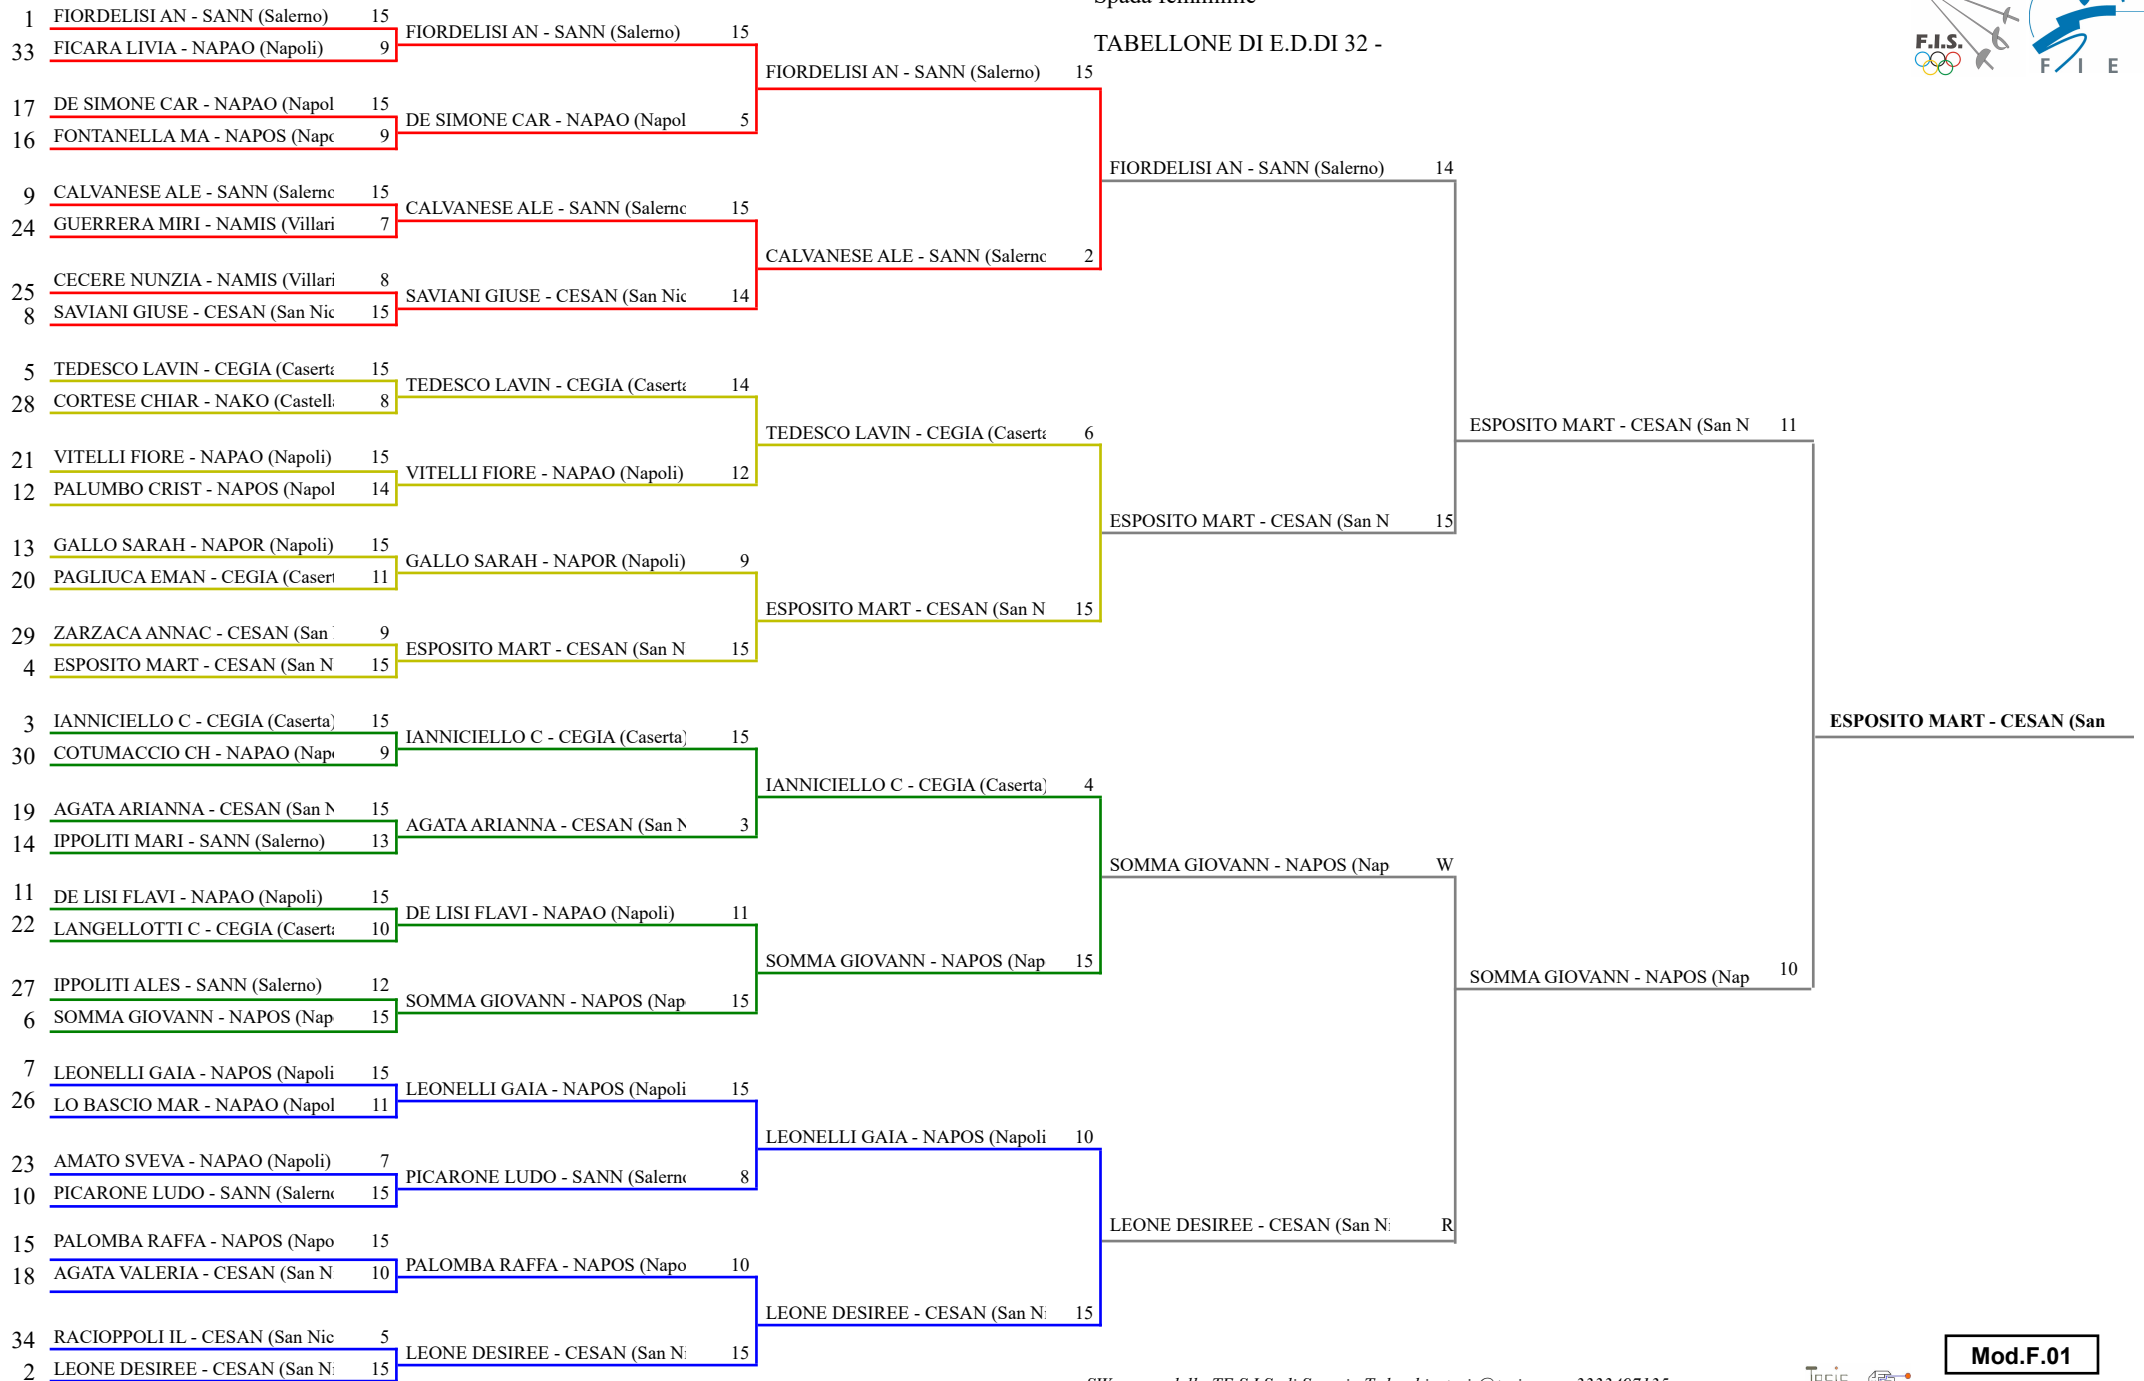 TABELLONE DI E.D.DI 32 -
F.I.S.
F I E
1 FIORDELISI AN - SANN (Salerno) 15
33 FICARA LIVIA - NAPAO (Napoli) 9
17 DE SIMONE CAR - NAPAO (Napol 15
16 FONTANELLA MA - NAPOS (Napo 9
9 CALVANESE ALE - SANN (Salerno 15
24 GUERRERA MIRI - NAMIS (Villari 7
25 CECERE NUNZIA - NAMIS (Villari 8
8 SAVIANI GIUSE - CESAN (San Nic 15
5 TEDESCO LAVIN - CEGIA (Caserta 15
28 CORTESE CHIAR - NAKO (Castell 8
21 VITELLI FIORE - NAPAO (Napoli) 15
12 PALUMBO CRIST - NAPOS (Napol 14
13 GALLO SARAH - NAPOR (Napoli) 15
20 PAGLIUCA EMAN - CEGIA (Casert 11
29 ZARZACA ANNAC - CESAN (San 9
4 ESPOSITO MART - CESAN (San N 15
3 IANNICIELLO C - CEGIA (Caserta) 15
30 COTUMACCIO CH - NAPAO (Napo 9
19 AGATA ARIANNA - CESAN (San N 15
14 IPPOLITI MARI - SANN (Salerno) 13
11 DE LISI FLAVI - NAPAO (Napoli) 15
22 LANGELLOTTI C - CEGIA (Caserta 10
27 IPPOLITI ALES - SANN (Salerno) 12
6 SOMMA GIOVANN - NAPOS (Nap 15
7 LEONELLI GAIA - NAPOS (Napoli 15
26 LO BASCIO MAR - NAPAO (Napol 11
23 AMATO SVEVA - NAPAO (Napoli) 7
10 PICARONE LUDO - SANN (Salerno 15
15 PALOMBA RAFFA - NAPOS (Napo 15
18 AGATA VALERIA - CESAN (San N 10
34 RACIOPPOLI IL - CESAN (San Nic 5
2 LEONE DESIREE - CESAN (San Ni 15
FIORDELISI AN - SANN (Salerno) 15
DE SIMONE CAR - NAPAO (Napol 5
CALVANESE ALE - SANN (Salerno 15
SAVIANI GIUSE - CESAN (San Nic 14
TEDESCO LAVIN - CEGIA (Caserta 14
VITELLI FIORE - NAPAO (Napoli) 12
GALLO SARAH - NAPOR (Napoli) 9
ESPOSITO MART - CESAN (San N 15
IANNICIELLO C - CEGIA (Caserta) 15
AGATA ARIANNA - CESAN (San N 3
DE LISI FLAVI - NAPAO (Napoli) 11
SOMMA GIOVANN - NAPOS (Nap 15
LEONELLI GAIA - NAPOS (Napoli 15
PICARONE LUDO - SANN (Salerno 8
PALOMBA RAFFA - NAPOS (Napo 10
LEONE DESIREE - CESAN (San Ni 15
FIORDELISI AN - SANN (Salerno) 15
CALVANESE ALE - SANN (Salerno 2
TEDESCO LAVIN - CEGIA (Caserta 6
ESPOSITO MART - CESAN (San N 15
IANNICIELLO C - CEGIA (Caserta) 4
SOMMA GIOVANN - NAPOS (Nap 15
LEONELLI GAIA - NAPOS (Napoli 10
LEONE DESIREE - CESAN (San Ni 15
FIORDELISI AN - SANN (Salerno) 14
ESPOSITO MART - CESAN (San N 15
SOMMA GIOVANN - NAPOS (Nap W
LEONE DESIREE - CESAN (San Ni R
ESPOSITO MART - CESAN (San N 11
SOMMA GIOVANN - NAPOS (Nap 10
ESPOSITO MART - CESAN (San
Mod.F.01